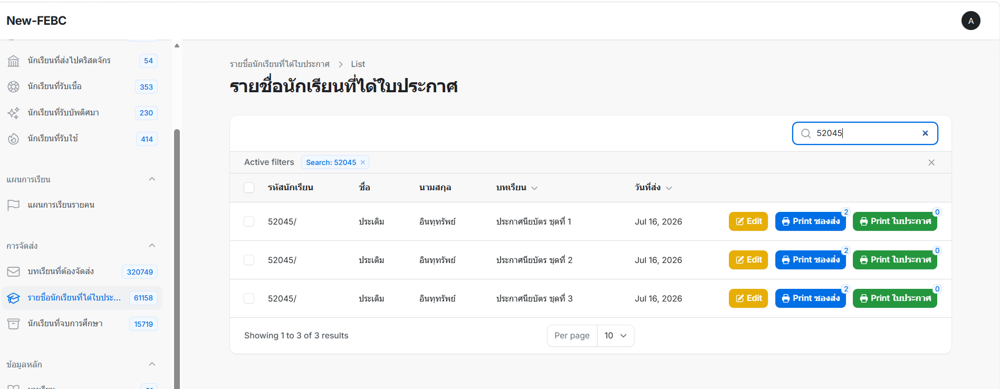 New-FEBC
A
นักเรียนที่ส่งไปคริสตจักร 54
นักเรียนที่รับเชื่อ 353
นักเรียนที่รับบัพติศมา 230
นักเรียนที่รับใช้ 414
แผนการเรียน
แผนการเรียนรายคน
การจัดส่ง
บทเรียนที่ต้องจัดส่ง 320749
รายชื่อนักเรียนที่ได้ใบประ... 61158
นักเรียนที่จบการศึกษา 15719
ข้อมูลหลัก
รายชื่อนักเรียนที่ได้ใบประกาศ > List
รายชื่อนักเรียนที่ได้ใบประกาศ
52045
Active filters Search: 52045
รหัสนักเรียน ชื่อ นามสกุล บทเรียน วันที่ส่ง
52045/ ประเดิม อินทุทรัพย์ ประกาศนียบัตร ชุดที่ 1 Jul 16, 2026 Edit Print ซองส่ง 2 Print ใบประกาศ 0
52045/ ประเดิม อินทุทรัพย์ ประกาศนียบัตร ชุดที่ 2 Jul 16, 2026 Edit Print ซองส่ง 2 Print ใบประกาศ 0
52045/ ประเดิม อินทุทรัพย์ ประกาศนียบัตร ชุดที่ 3 Jul 16, 2026 Edit Print ซองส่ง 2 Print ใบประกาศ 0
Showing 1 to 3 of 3 results Per page 10